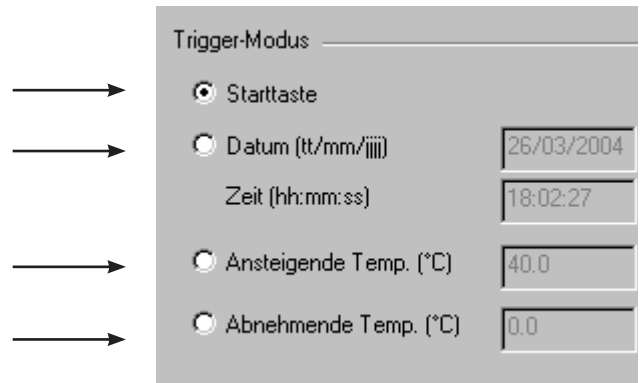 Trigger-Modus
Starttaste
Datum (tt/mm/jjjj) 26/03/2004
Zeit (hh:mm:ss) 18:02:27
Ansteigende Temp. (°C) 40.0
Abnehmende Temp. (°C) 0.0